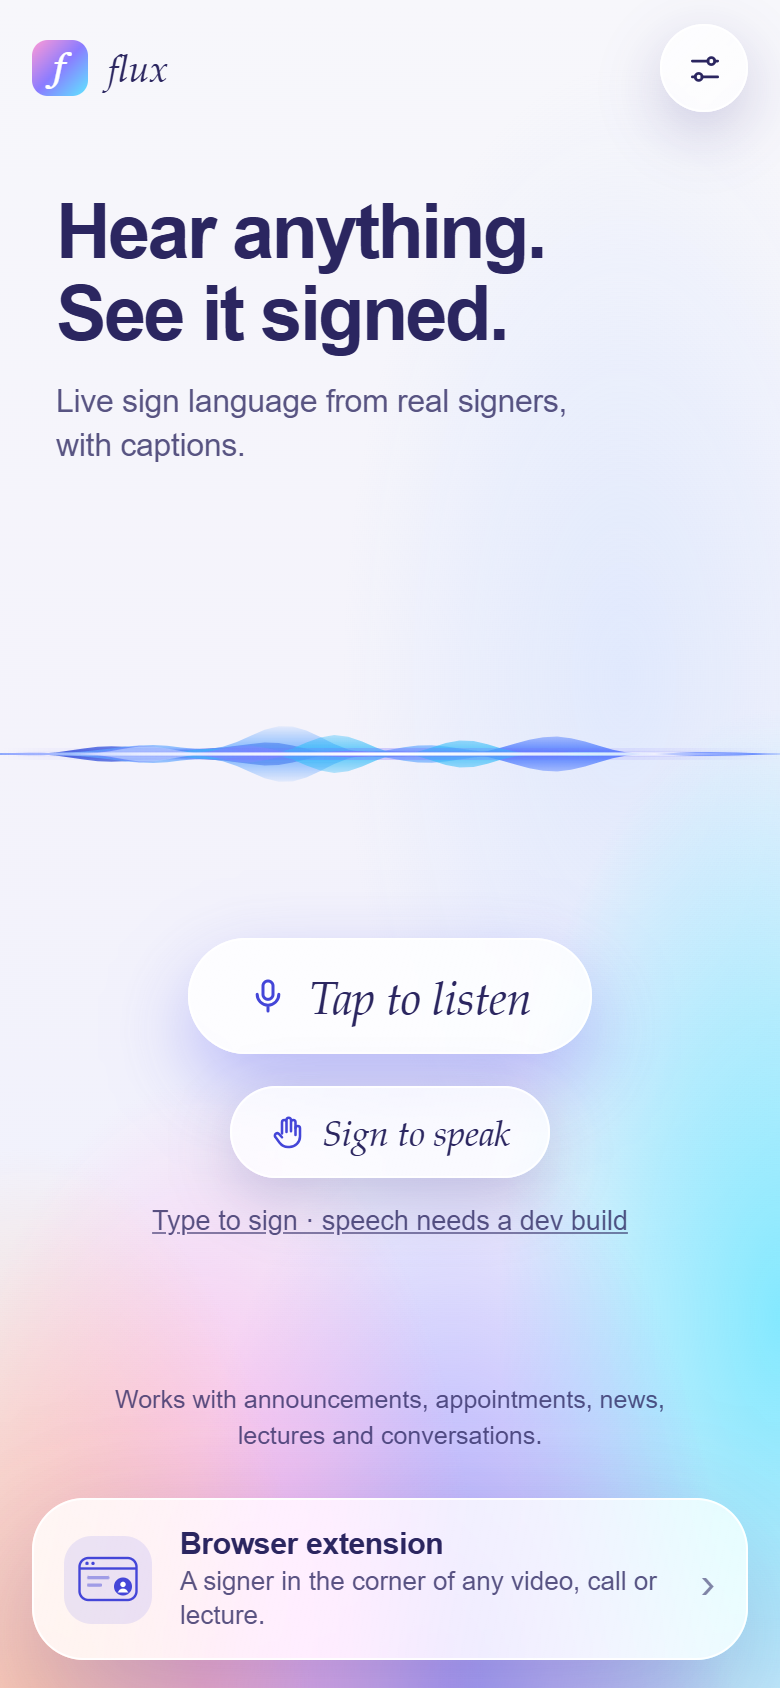 f flux
Hear anything.
See it signed.
Live sign language from real signers,
with captions.
Tap to listen
Sign to speak
Type to sign · speech needs a dev build
Works with announcements, appointments, news,
lectures and conversations.
Browser extension
A signer in the corner of any video, call or
lecture.